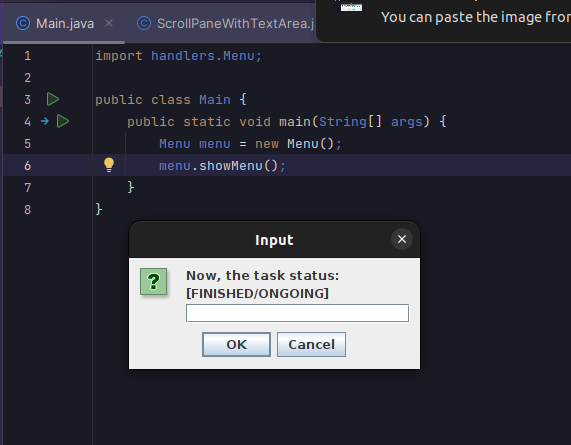 Main.java
ScrollPaneWithTextArea.j
You can paste the image from
1 import handlers.Menu;
2
3 public class Main {
4 public static void main(String[] args) {
5 Menu menu = new Menu();
6 menu.showMenu();
7 }
8 }
Input
Now, the task status:
[FINISHED/ONGOING]
OK Cancel